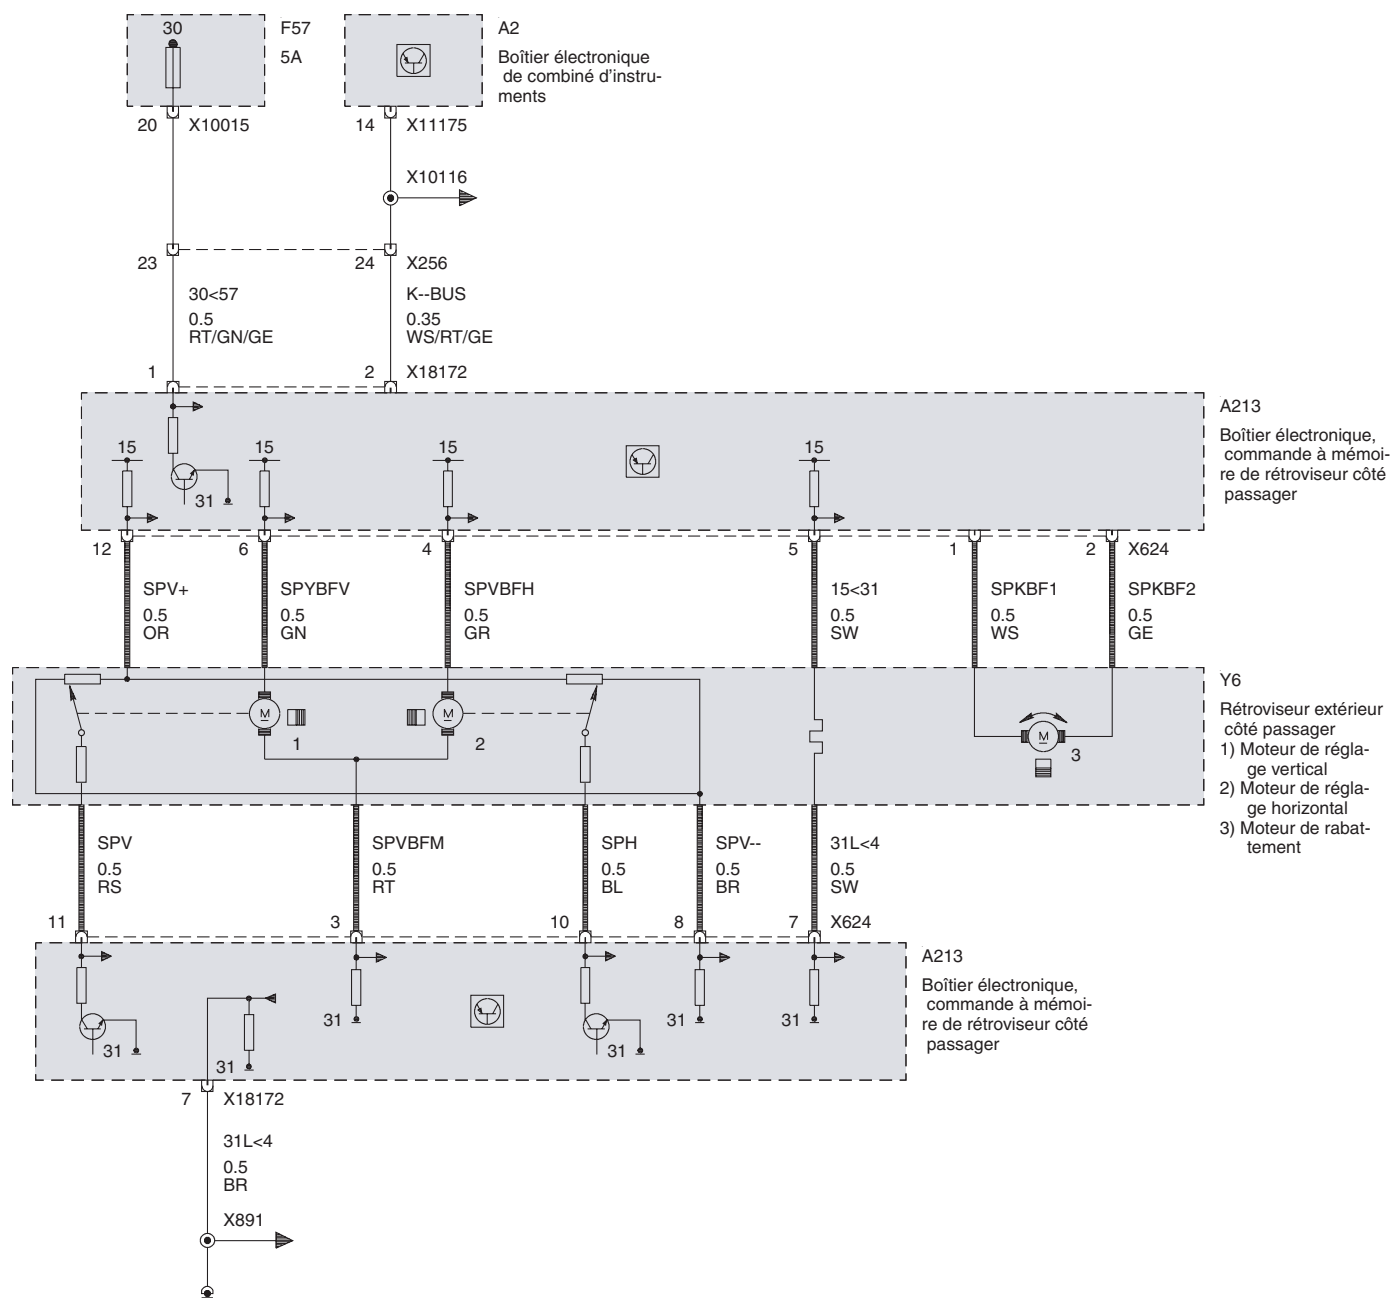 30
F57
5A
A2
Boîtier électronique
de combiné d'instru-
ments
20 X10015
14 X11175
X10116
23
24 X256
30<57
0.5
RT/GN/GE
K--BUS
0.35
WS/RT/GE
1
2 X18172
A213
Boîtier électronique,
commande à mémoi-
re de rétroviseur côté
passager
15
15
15
15
31
12
6
4
5
1
2 X624
SPV+
0.5
OR
SPYBFV
0.5
GN
SPVBFH
0.5
GR
15<31
0.5
SW
SPKBF1
0.5
WS
SPKBF2
0.5
GE
Y6
Rétroviseur extérieur
côté passager
1) Moteur de régla-
ge vertical
2) Moteur de régla-
ge horizontal
3) Moteur de rabat-
tement
M
1
M
2
M
3
SPV
0.5
RS
SPVBFM
0.5
RT
SPH
0.5
BL
SPV--
0.5
BR
31L<4
0.5
SW
11
3
10
8
7 X624
A213
Boîtier électronique,
commande à mémoi-
re de rétroviseur côté
passager
31
31
31
31
31
31
7 X18172
31L<4
0.5
BR
X891